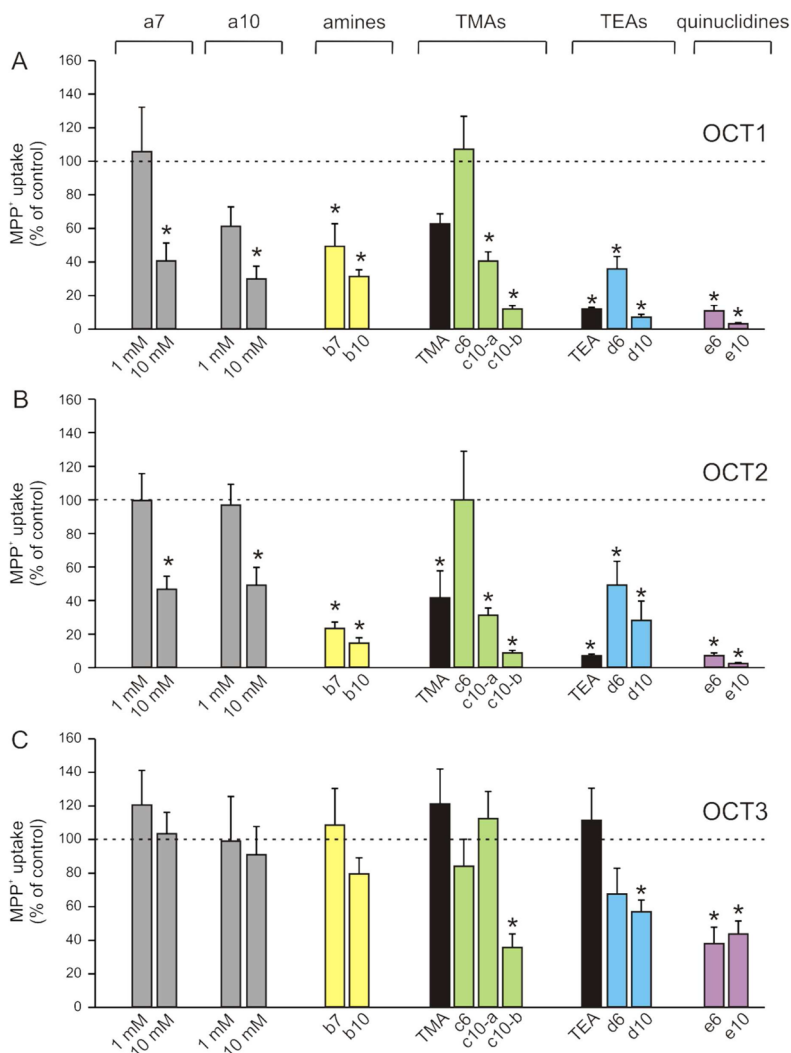 a7 a10 amines TMAs TEAs quinuclidines
A
OCT1
MPP⁺ uptake
(% of control)
160
140
120
100
80
60
40
20
0
* * * * * * * * * * *
1 mM 10 mM 1 mM 10 mM b7 b10 TMA c6 c10-a c10-b TEA d6 d10 e6 e10
B
OCT2
MPP⁺ uptake
(% of control)
160
140
120
100
80
60
40
20
0
* * * * * * * * * * * *
1 mM 10 mM 1 mM 10 mM b7 b10 TMA c6 c10-a c10-b TEA d6 d10 e6 e10
C
OCT3
MPP⁺ uptake
(% of control)
160
140
120
100
80
60
40
20
0
* * * *
1 mM 10 mM 1 mM 10 mM b7 b10 TMA c6 c10-a c10-b TEA d6 d10 e6 e10